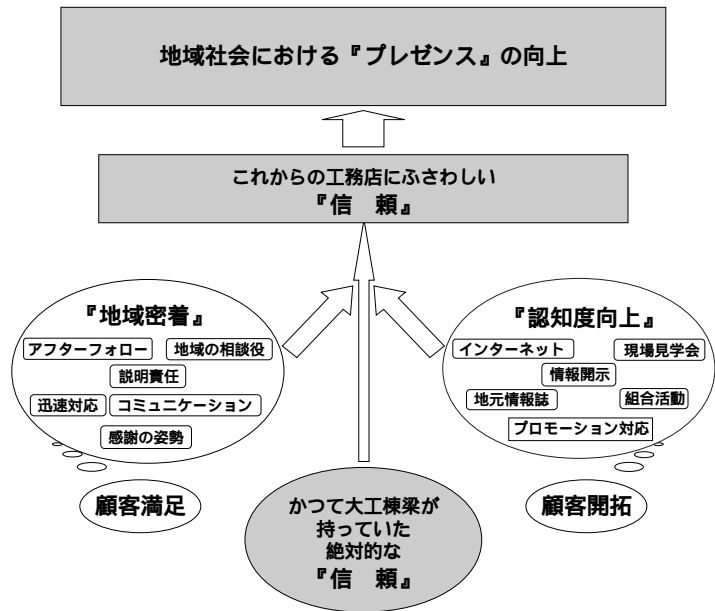 地域社会における『プレゼンス』の向上
これからの工務店にふさわしい
『信　頼』
『地域密着』
アフターフォロー
地域の相談役
説明責任
迅速対応
コミュニケーション
感謝の姿勢
顧客満足
『認知度向上』
インターネット
現場見学会
情報開示
地元情報誌
組合活動
プロモーション対応
顧客開拓
かつて大工棟梁が
持っていた
絶対的な
『信　頼』